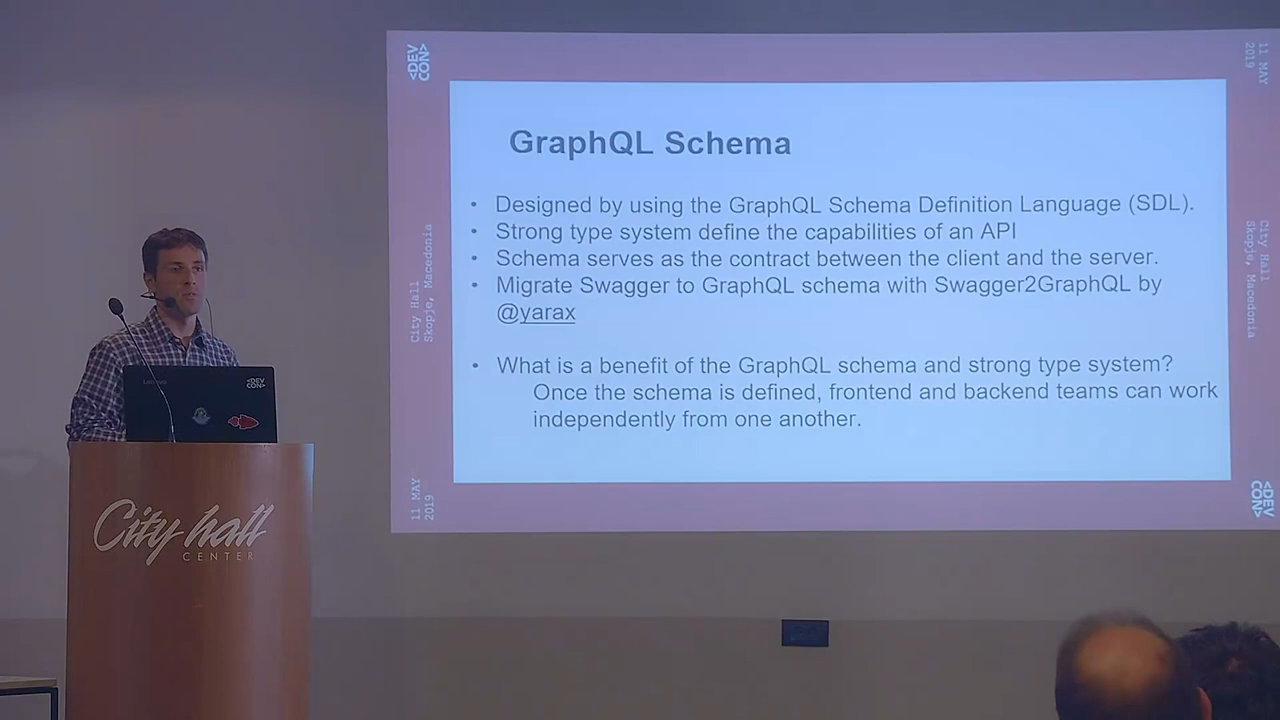 <DEV
CON>
11 MAY
2019
GraphQL Schema
• Designed by using the GraphQL Schema Definition Language (SDL).
• Strong type system define the capabilities of an API
• Schema serves as the contract between the client and the server.
• Migrate Swagger to GraphQL schema with Swagger2GraphQL by
@yarax
• What is a benefit of the GraphQL schema and strong type system?
Once the schema is defined, frontend and backend teams can work
independently from one another.
City Hall
Skopje, Macedonia
City Hall
Skopje, Macedonia
11 MAY
2019
<DEV
CON>
Lenovo
<DEV
CON>
City hall
CENTER